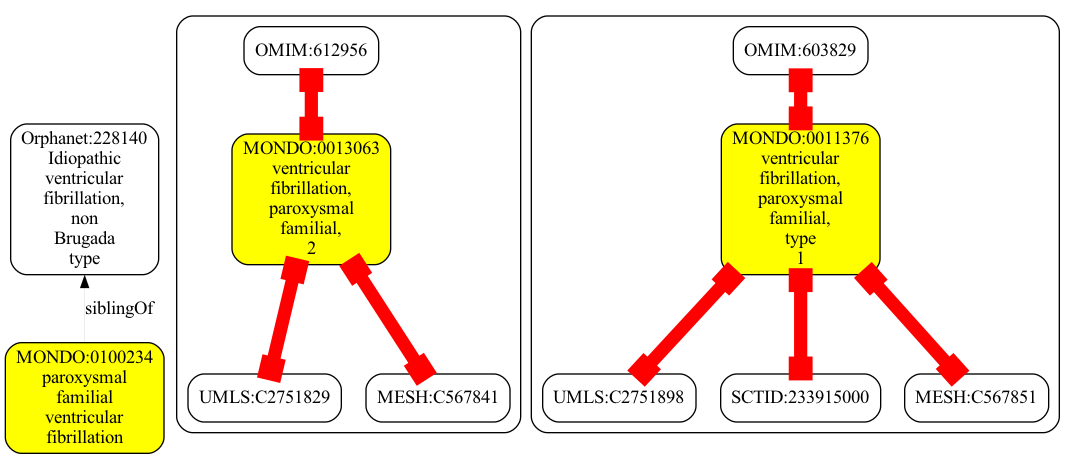 Orphanet:228140
Idiopathic
ventricular
fibrillation,
non
Brugada
type
siblingOf
MONDO:0100234
paroxysmal
familial
ventricular
fibrillation
OMIM:612956
MONDO:0013063
ventricular
fibrillation,
paroxysmal
familial,
2
UMLS:C2751829
MESH:C567841
OMIM:603829
MONDO:0011376
ventricular
fibrillation,
paroxysmal
familial,
type
1
UMLS:C2751898
SCTID:233915000
MESH:C567851